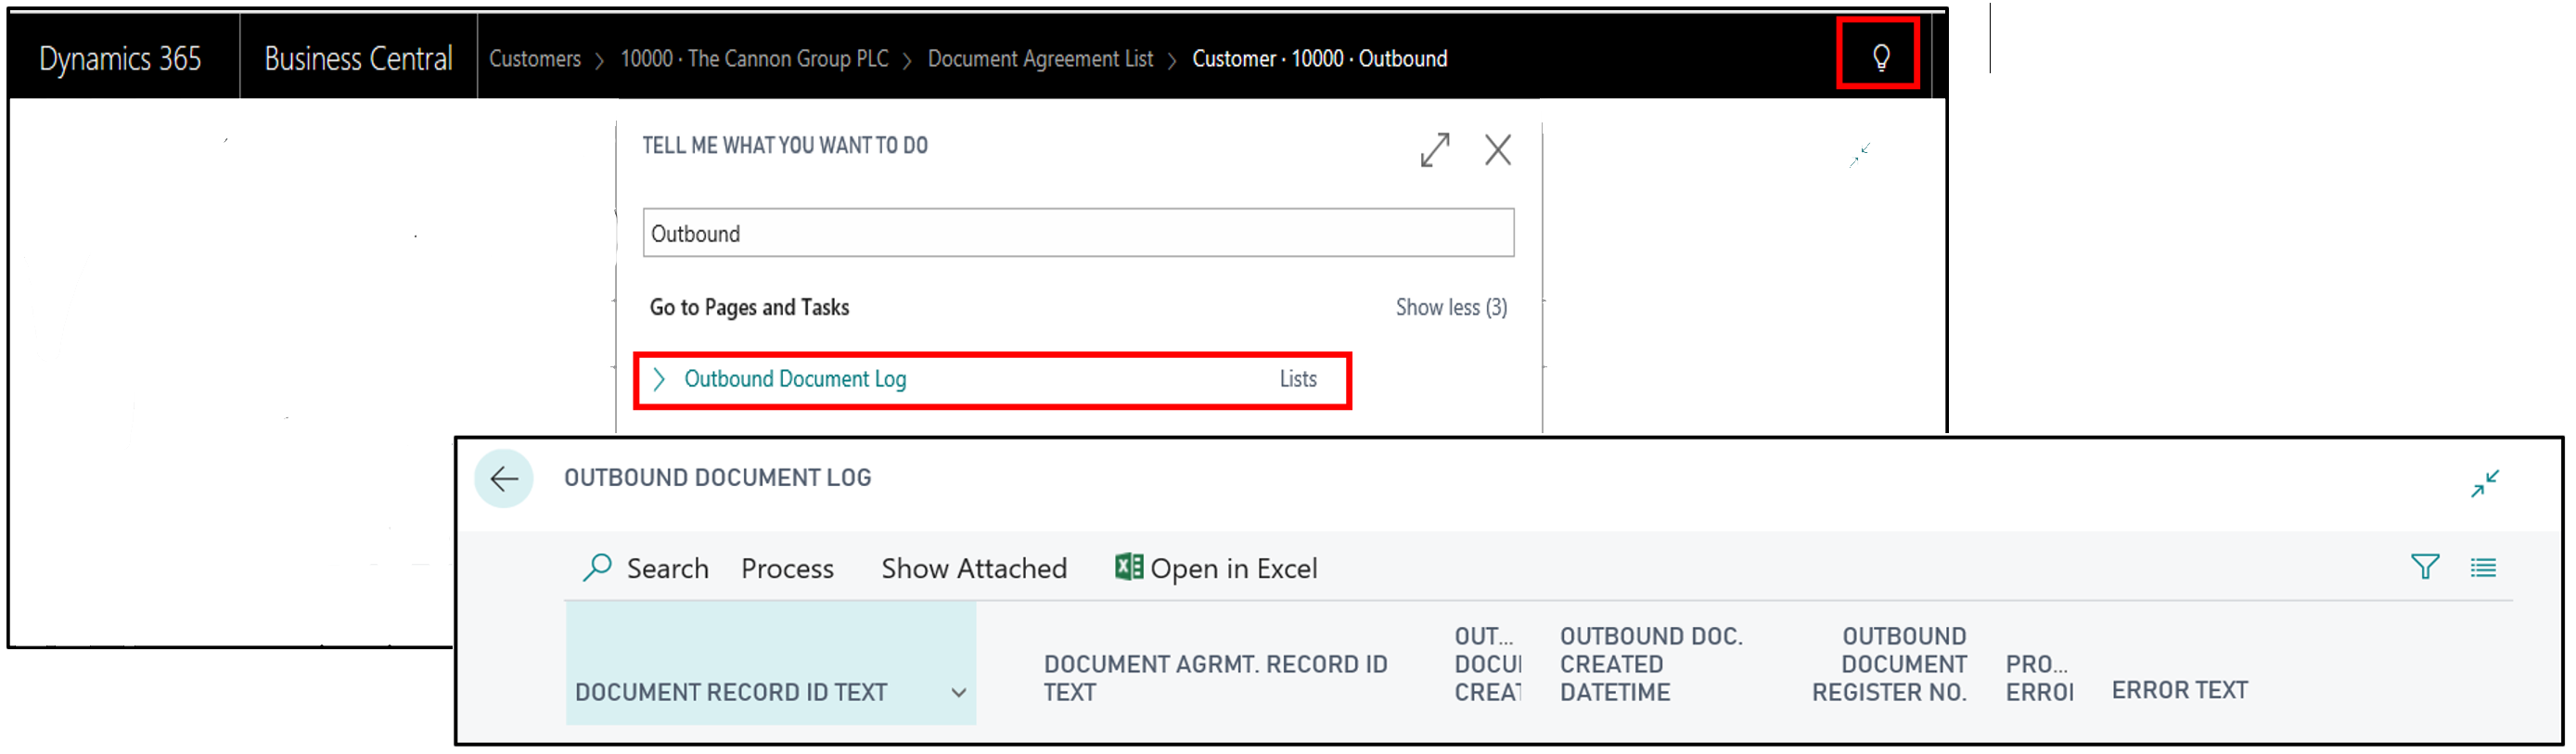 Dynamics 365 Business Central Customers > 10000 · The Cannon Group PLC > Document Agreement List > Customer · 10000 · Outbound
TELL ME WHAT YOU WANT TO DO
Outbound
Go to Pages and Tasks Show less (3)
Outbound Document Log Lists
OUTBOUND DOCUMENT LOG
Search Process Show Attached Open in Excel
DOCUMENT RECORD ID TEXT
DOCUMENT AGRMT. RECORD ID
TEXT
OUT...
DOCUI
CREAT
OUTBOUND DOC.
CREATED
DATETIME
OUTBOUND
DOCUMENT
REGISTER NO.
PRO...
ERROI
ERROR TEXT